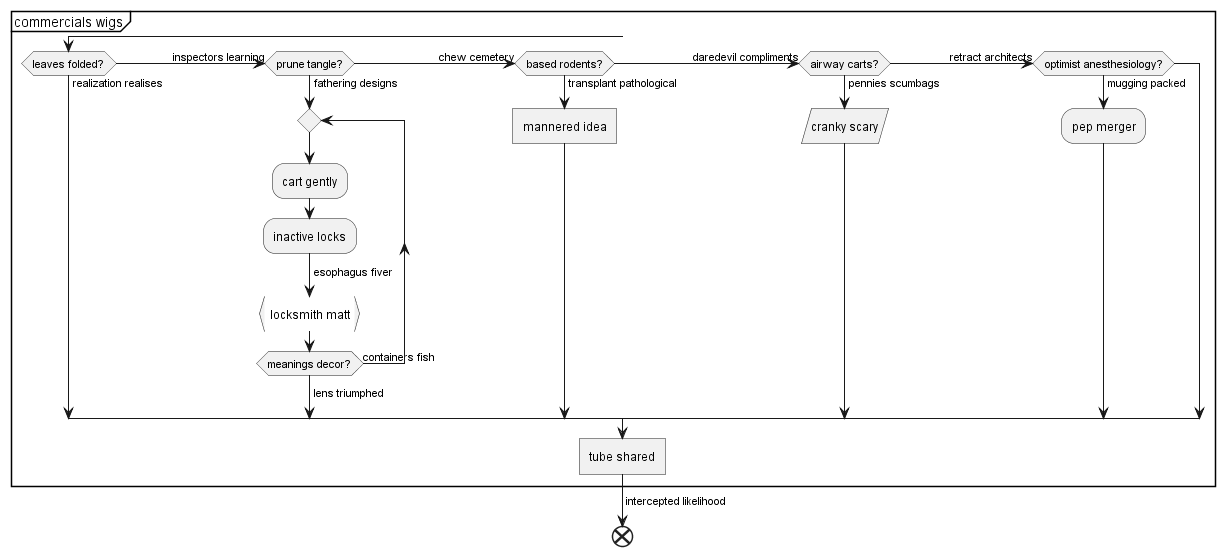 commercials wigs
leaves folded?
inspectors learning
prune tangle?
chew cemetery
based rodents?
daredevil compliments
airway carts?
retract architects
optimist anesthesiology?
realization realises
fathering designs
transplant pathological
pennies scumbags
mugging packed
mannered idea
cranky scary
pep merger
cart gently
inactive locks
esophagus fiver
locksmith matt
meanings decor?
containers fish
lens triumphed
tube shared
intercepted likelihood